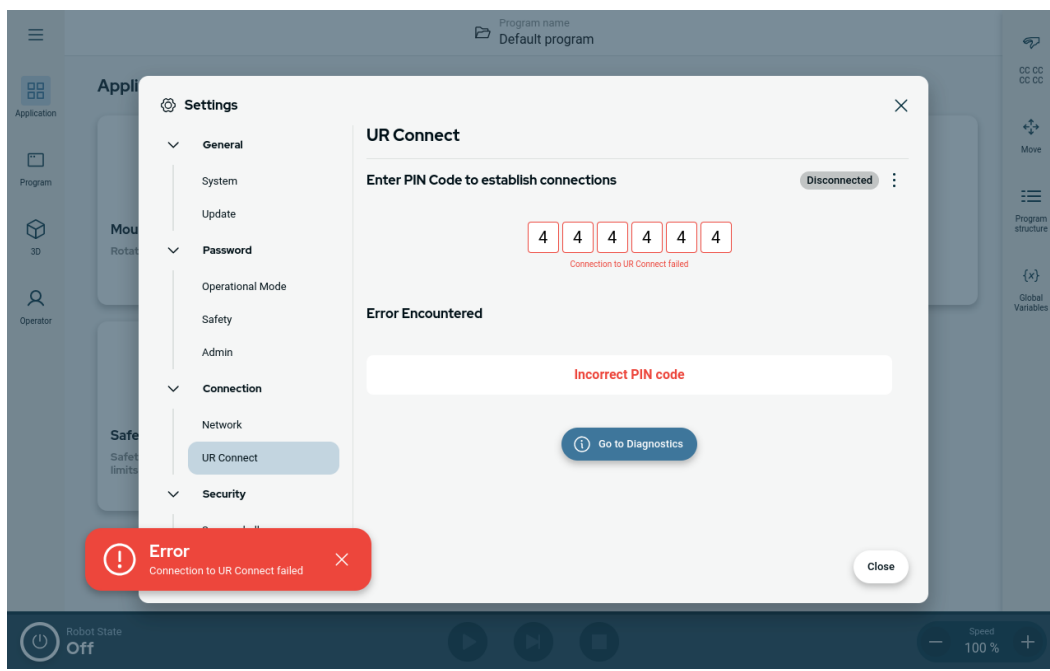 Program name
Default program
Application
Program
3D
Operator
CC CC
CC CC
Move
Program
structure
{x}
Global
Variables
Settings
General
System
Update
Password
Operational Mode
Safety
Admin
Connection
Network
UR Connect
Security
UR Connect
Enter PIN Code to establish connections
Disconnected
4 4 4 4 4 4
Connection to UR Connect failed
Error Encountered
Incorrect PIN code
Go to Diagnostics
Close
Appli
Mou
Rotat
Safe
Safet
limits
Error
Connection to UR Connect failed
Robot State
Off
Speed
100 %